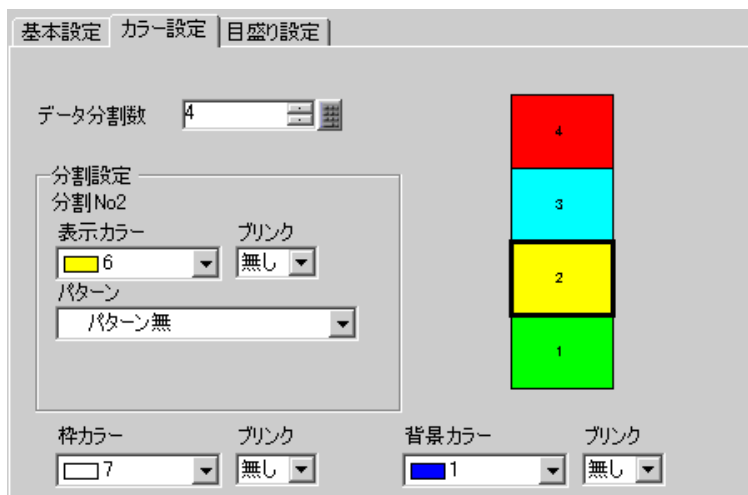 基本設定 カラー設定 目盛り設定
データ分割数 4
4
分割設定
分割No2
3
表示カラー ブリンク
6 無し
2
パターン
パターン無
1
枠カラー ブリンク 背景カラー ブリンク
7 無し 1 無し